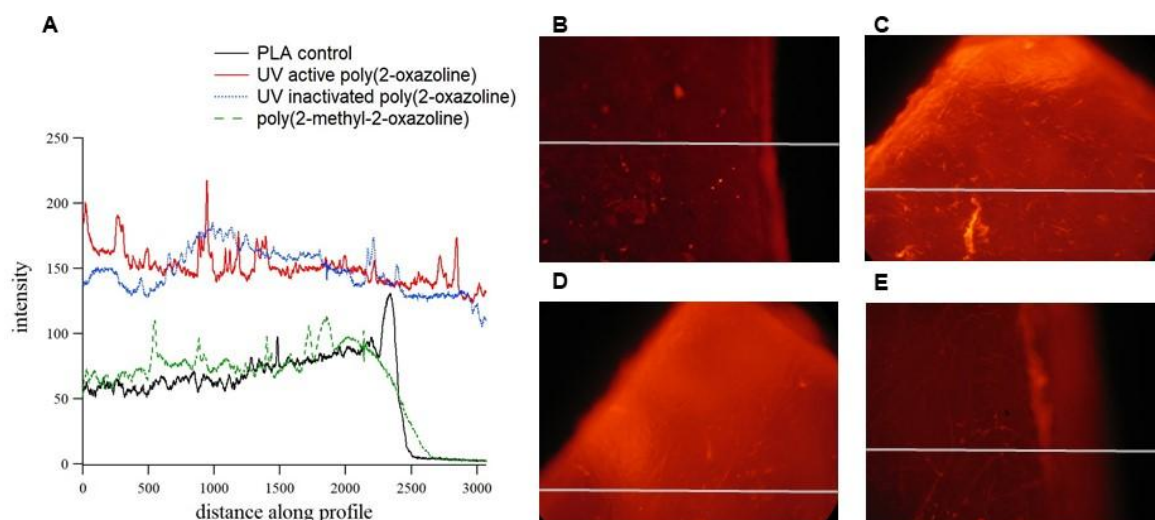 A
PLA control
UV active poly(2-oxazoline)
UV inactivated poly(2-oxazoline)
poly(2-methyl-2-oxazoline)
250
200
150
100
50
0
intensity
0 500 1000 1500 2000 2500 3000
distance along profile
B
C
D
E